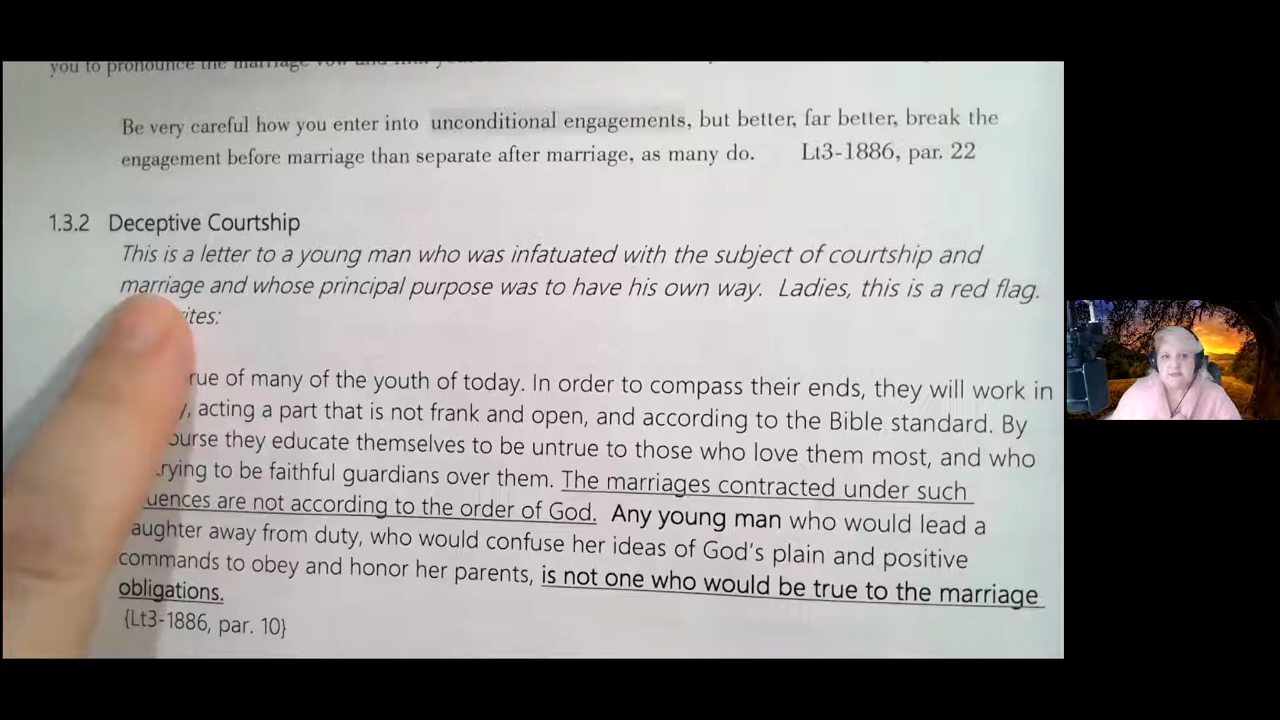 you to pronounce the marriage vow and
Be very careful how you enter into unconditional engagements, but better, far better, break the
engagement before marriage than separate after marriage, as many do. Lt3-1886, par. 22
1.3.2 Deceptive Courtship
This is a letter to a young man who was infatuated with the subject of courtship and
marriage and whose principal purpose was to have his own way. Ladies, this is a red flag.
ites:
rue of many of the youth of today. In order to compass their ends, they will work in
, acting a part that is not frank and open, and according to the Bible standard. By
ourse they educate themselves to be untrue to those who love them most, and who
rying to be faithful guardians over them. The marriages contracted under such
uences are not according to the order of God. Any young man who would lead a
aughter away from duty, who would confuse her ideas of God's plain and positive
commands to obey and honor her parents, is not one who would be true to the marriage
obligations.
{Lt3-1886, par. 10}